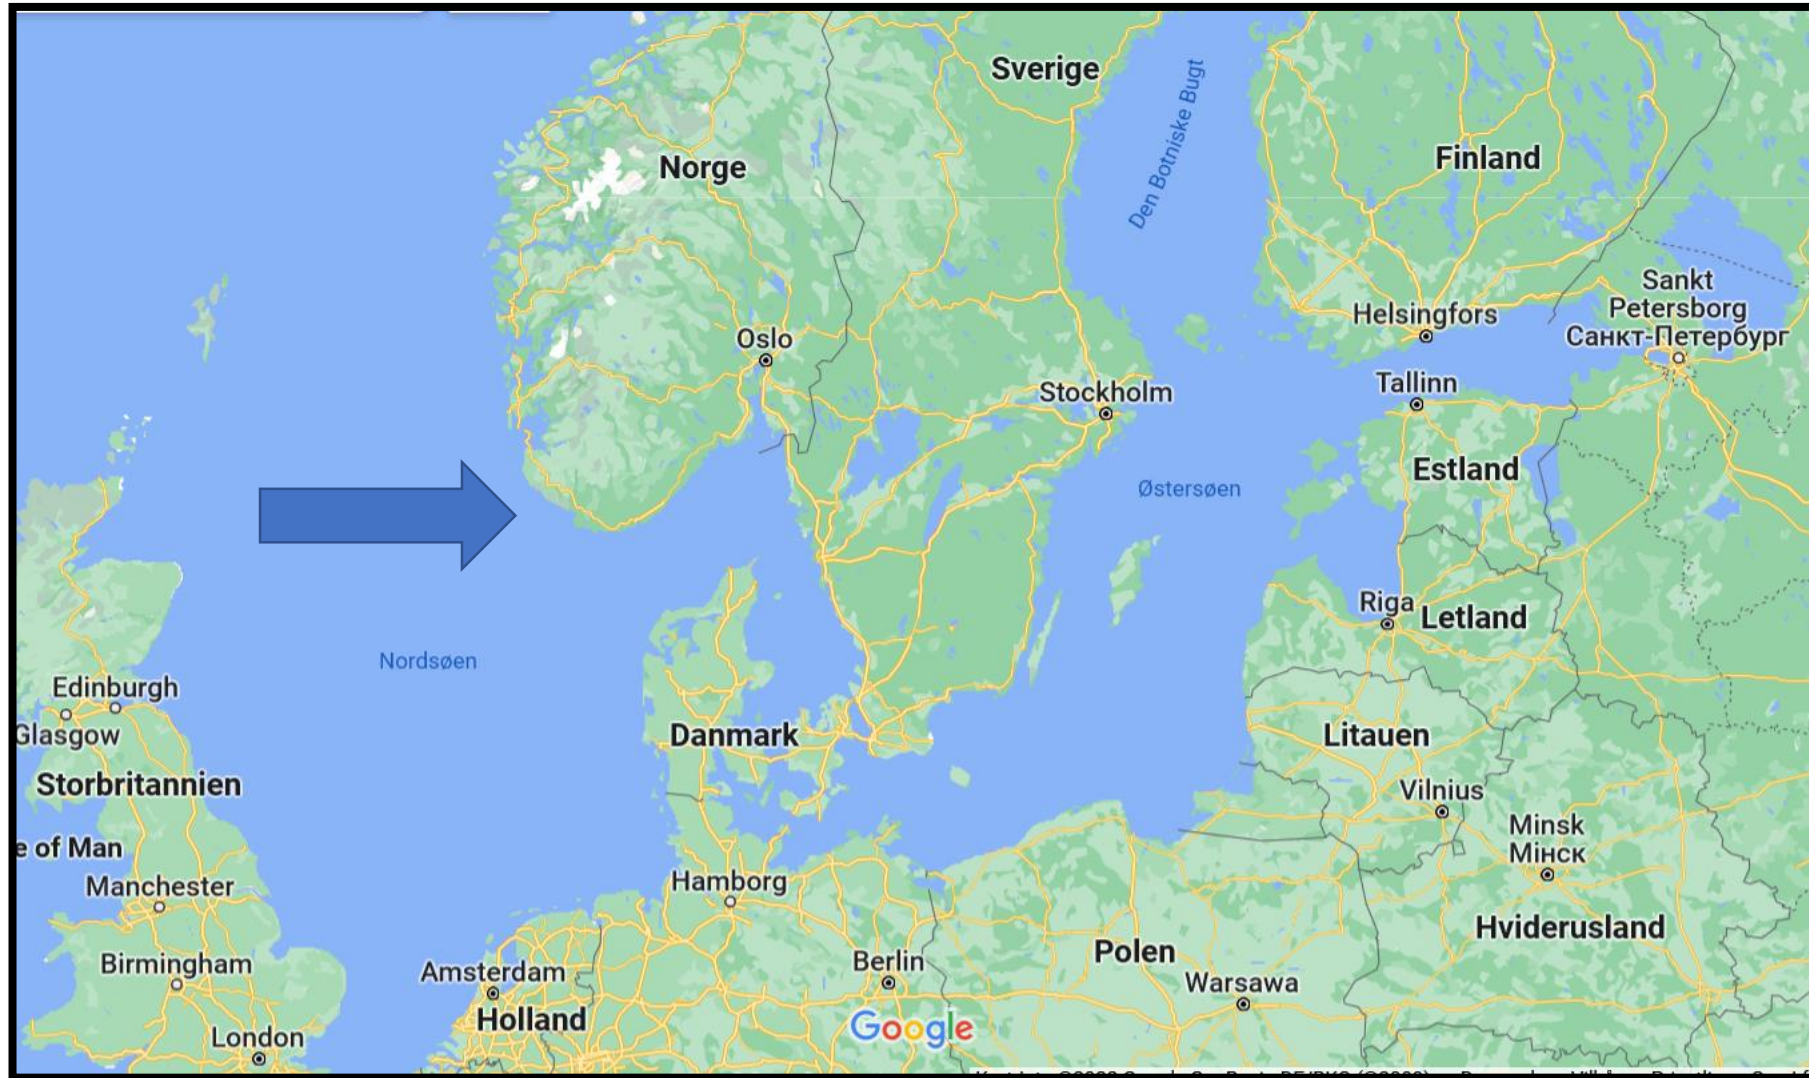 Sverige
Norge
Den Botniske Bugt
Finland
Sankt
Petersborg
Санкт-Петербург
Helsingfors
Oslo
Stockholm
Tallinn
Estland
Østersøen
Riga
Letland
Nordsøen
Edinburgh
Glasgow
Danmark
Litauen
Storbritannien
Vilnius
Minsk
Мінск
e of Man
Manchester
Hamborg
Hviderusland
Birmingham
Amsterdam
Berlin
Polen
Warsawa
Holland
Google
London